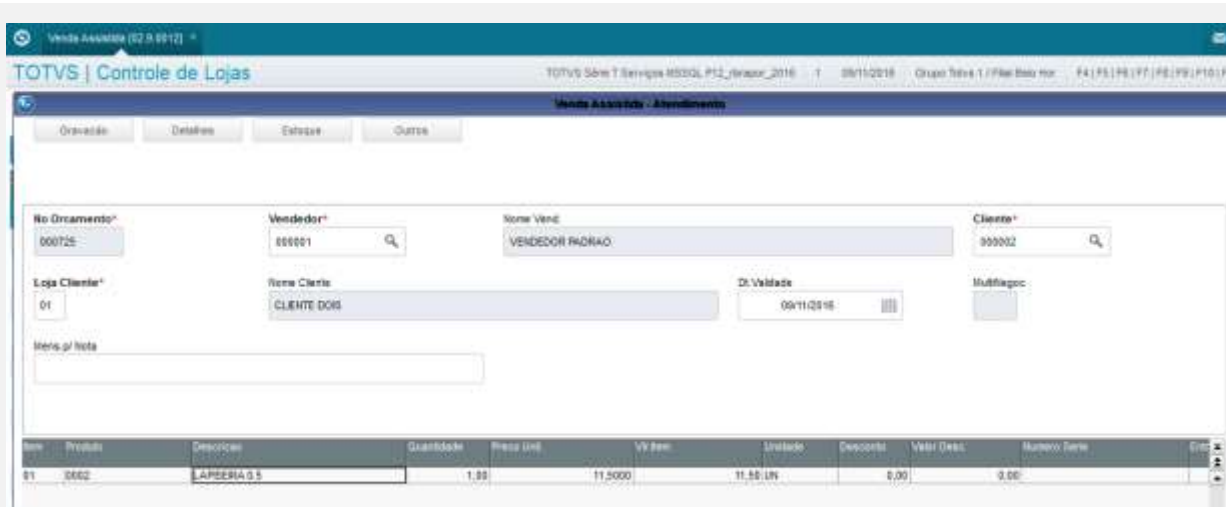 Venda Assistida [02.9.0012] ×
TOTVS | Controle de Lojas
TOTVS Série T Serviços MSSQL P12_ 2016 1 09/11/2016 Grupo Totvs 1 / Filial Belo Hor F4 | F5 | F6 | F7 | F8 | F9 | F10 |
Venda Assistida - Atendimento
Gravacão Detalhes Estoque Outros
No Orcamento* Vendedor* Nome Vend. Cliente*
000725 000001 VENDEDOR PADRAO 000002
Loja Cliente* Nome Cliente Dt.Validade MultiNegoc
01 CLIENTE DOIS 09/11/2016
Mens.p/ Nota
Item Produto Descricao Quantidade Preco Unit. Vlr.Item Unidade Desconto Valor Desc. Numero Serie
01 0002 LAPISERIA 0.5 1,00 11,5000 11,50 UN 0,00 0,00